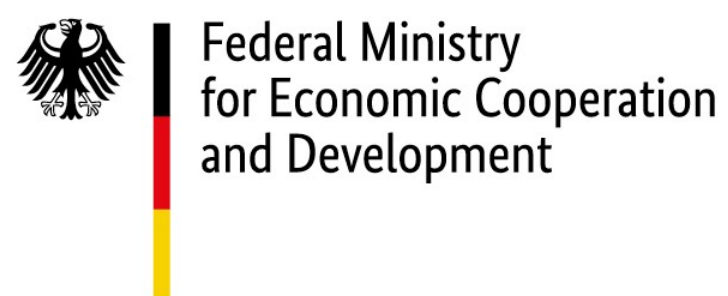 Federal Ministry
for Economic Cooperation
and Development